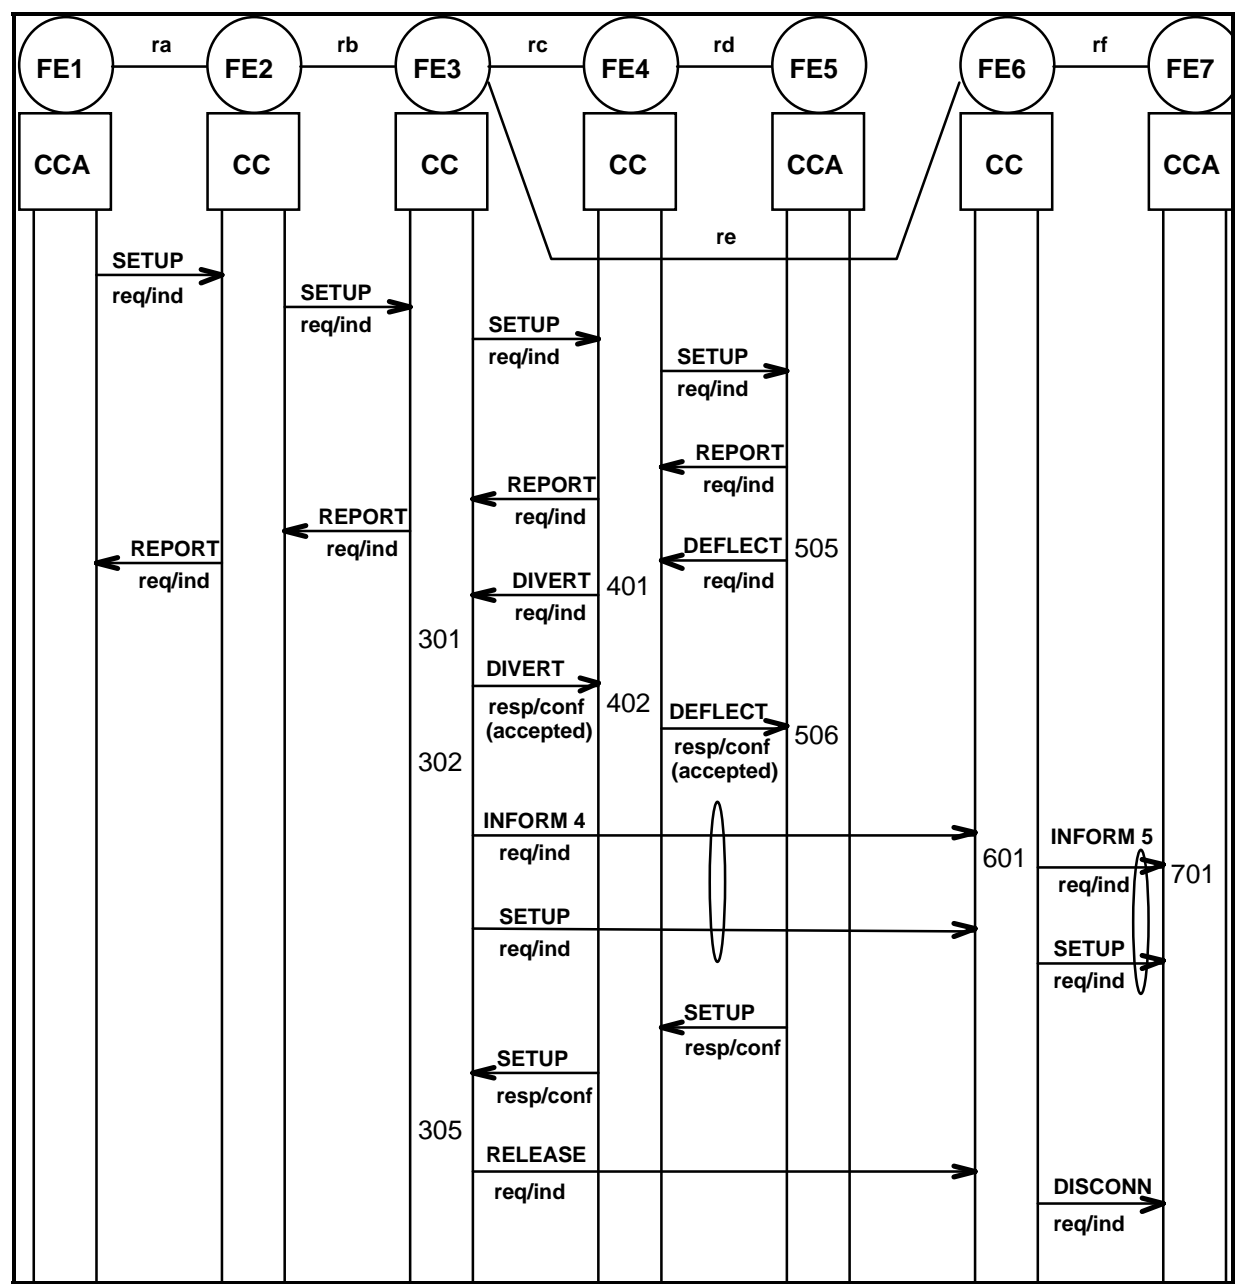 ra rb rc rd rf
FE1 FE2 FE3 FE4 FE5 FE6 FE7
CCA CC CC CC CCA CC CCA
re
SETUP
req/ind
SETUP
req/ind
SETUP
req/ind
SETUP
req/ind
REPORT
req/ind
REPORT
req/ind
REPORT
req/ind
REPORT
req/ind
DEFLECT 505
req/ind
DIVERT 401
req/ind
301
DIVERT
resp/conf
(accepted)
402
DEFLECT
resp/conf
(accepted)
506
302
INFORM 4
req/ind
601
INFORM 5
req/ind
701
SETUP
req/ind
SETUP
req/ind
SETUP
resp/conf
SETUP
resp/conf
305
RELEASE
req/ind
DISCONN
req/ind